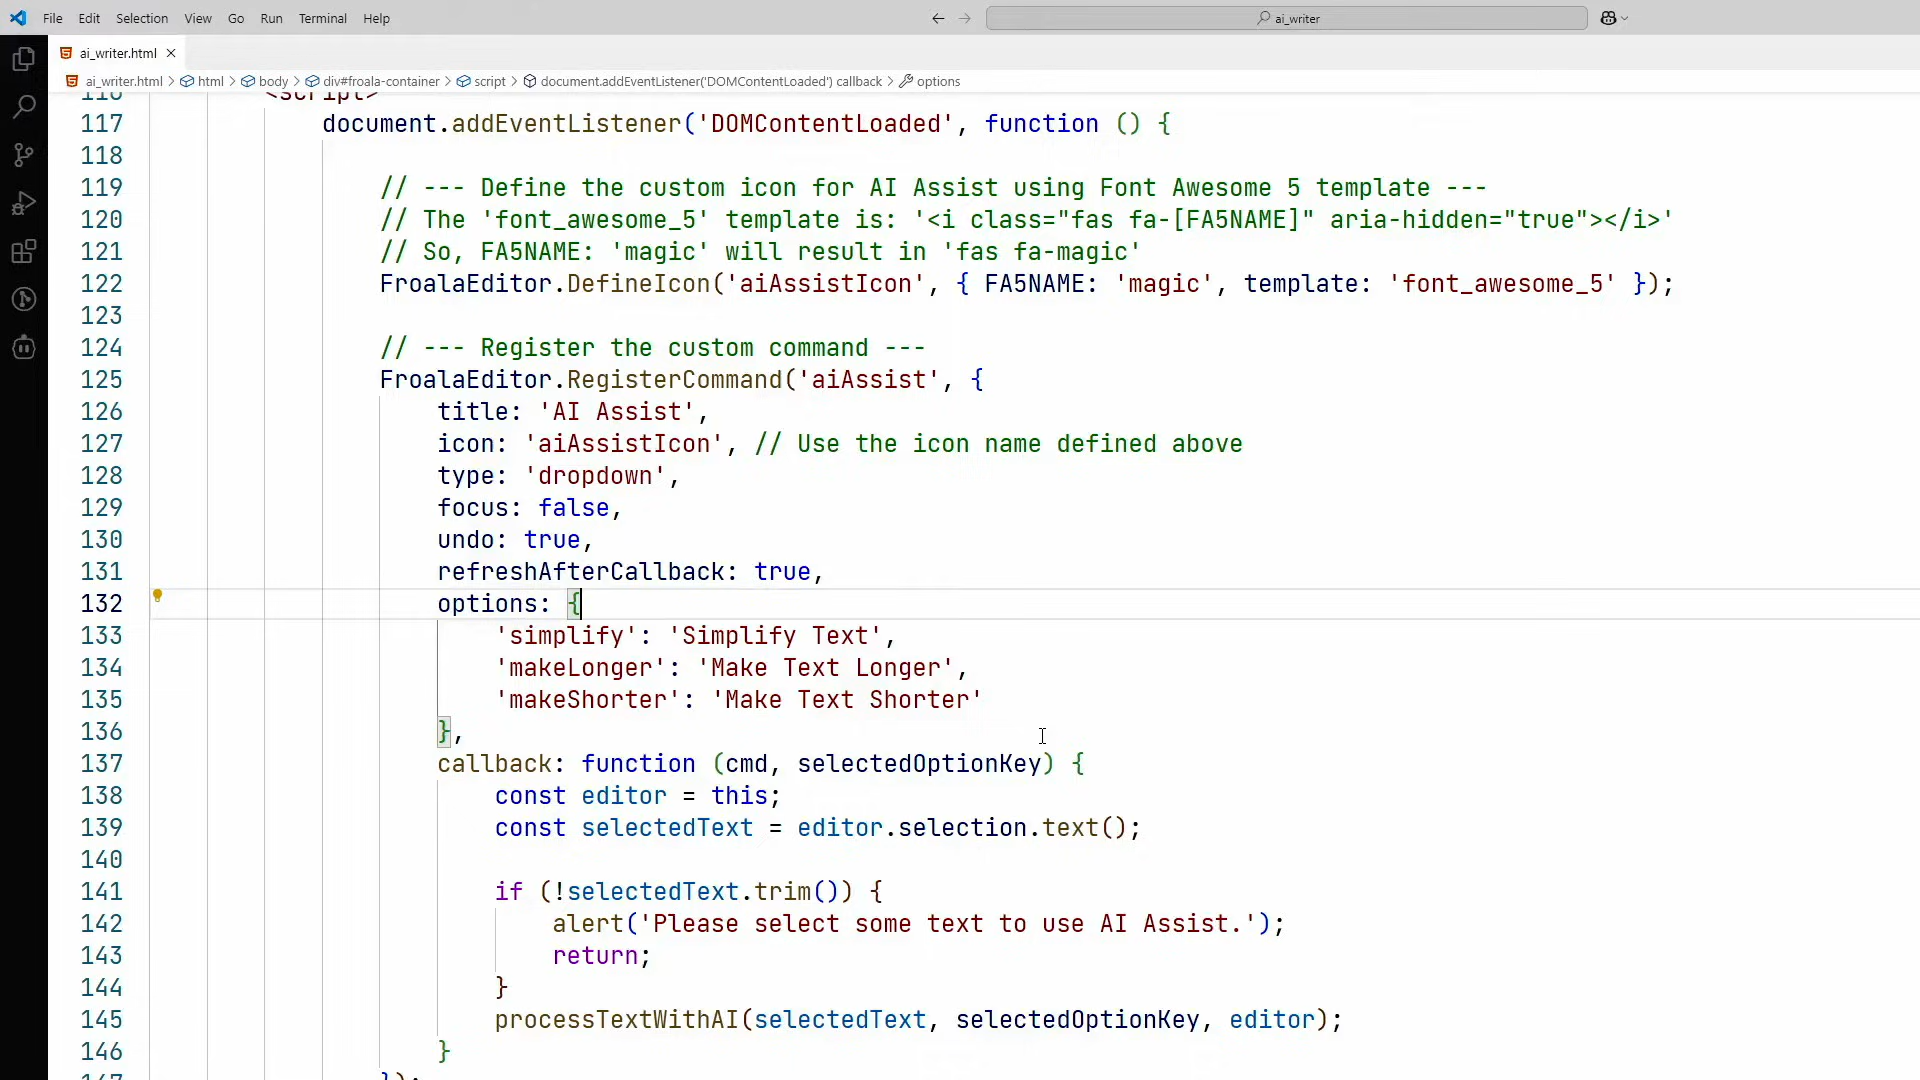 File Edit Selection View Go Run Terminal Help
ai_writer
ai_writer.html
ai_writer.html > html > body > div#froala-container > script > document.addEventListener('DOMContentLoaded') callback > options
116 <script>
117 document.addEventListener('DOMContentLoaded', function () {
118
119 // --- Define the custom icon for AI Assist using Font Awesome 5 template ---
120 // The 'font_awesome_5' template is: '<i class="fas fa-[FA5NAME]" aria-hidden="true"></i>'
121 // So, FA5NAME: 'magic' will result in 'fas fa-magic'
122 FroalaEditor.DefineIcon('aiAssistIcon', { FA5NAME: 'magic', template: 'font_awesome_5' });
123
124 // --- Register the custom command ---
125 FroalaEditor.RegisterCommand('aiAssist', {
126 title: 'AI Assist',
127 icon: 'aiAssistIcon', // Use the icon name defined above
128 type: 'dropdown',
129 focus: false,
130 undo: true,
131 refreshAfterCallback: true,
132 options: {
133 'simplify': 'Simplify Text',
134 'makeLonger': 'Make Text Longer',
135 'makeShorter': 'Make Text Shorter'
136 },
137 callback: function (cmd, selectedOptionKey) {
138 const editor = this;
139 const selectedText = editor.selection.text();
140
141 if (!selectedText.trim()) {
142 alert('Please select some text to use AI Assist.');
143 return;
144 }
145 processTextWithAI(selectedText, selectedOptionKey, editor);
146 }
147 });